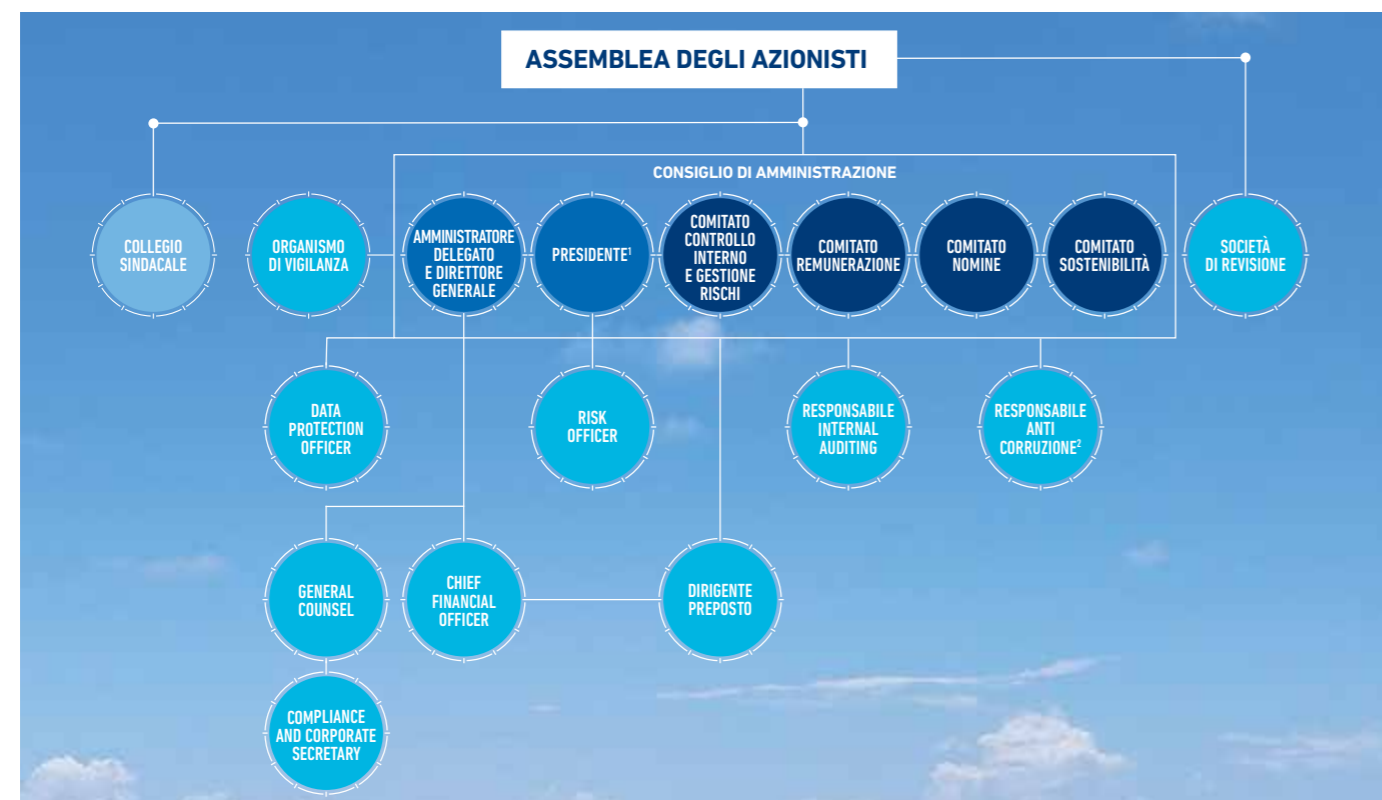 ASSEMBLEA DEGLI AZIONISTI
CONSIGLIO DI AMMINISTRAZIONE
COLLEGIO
SINDACALE
ORGANISMO
DI VIGILANZA
AMMINISTRATORE
DELEGATO
E DIRETTORE
GENERALE
PRESIDENTE¹
COMITATO
CONTROLLO
INTERNO
E GESTIONE
RISCHI
COMITATO
REMUNERAZIONE
COMITATO
NOMINE
COMITATO
SOSTENIBILITÀ
SOCIETÀ
DI REVISIONE
DATA
PROTECTION
OFFICER
RISK
OFFICER
RESPONSABILE
INTERNAL
AUDITING
RESPONSABILE
ANTI
CORRUZIONE²
GENERAL
COUNSEL
CHIEF
FINANCIAL
OFFICER
DIRIGENTE
PREPOSTO
COMPLIANCE
AND CORPORATE
SECRETARY